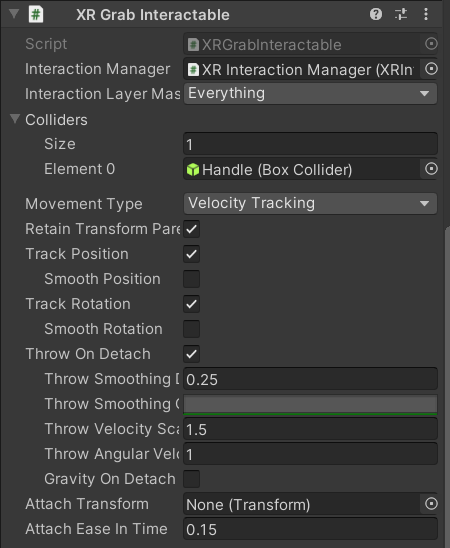 XR Grab Interactable
Script XRGrabInteractable
Interaction Manager XR Interaction Manager (XRIn
Interaction Layer Mas Everything
Colliders
Size 1
Element 0 Handle (Box Collider)
Movement Type Velocity Tracking
Retain Transform Pare
Track Position
Smooth Position
Track Rotation
Smooth Rotation
Throw On Detach
Throw Smoothing D 0.25
Throw Smoothing C
Throw Velocity Sca 1.5
Throw Angular Velo 1
Gravity On Detach
Attach Transform None (Transform)
Attach Ease In Time 0.15